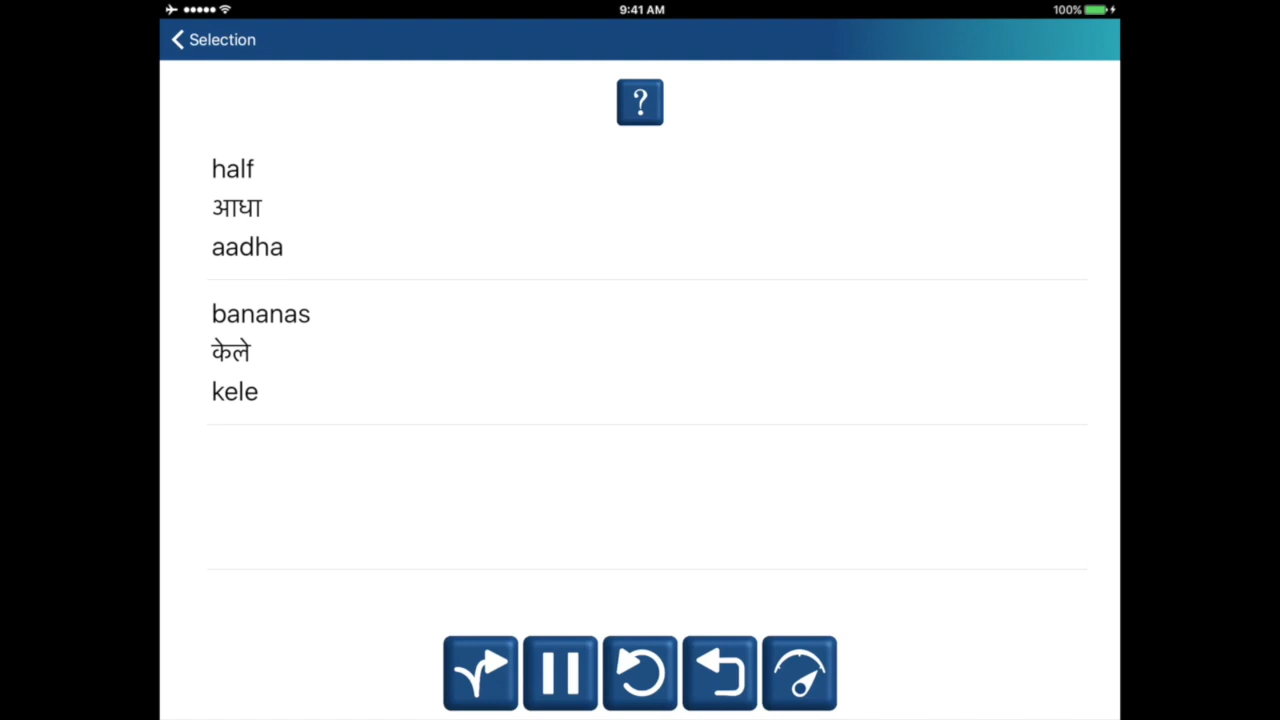 9:41 AM
100%
Selection
?
half
आधा
aadha
bananas
केले
kele